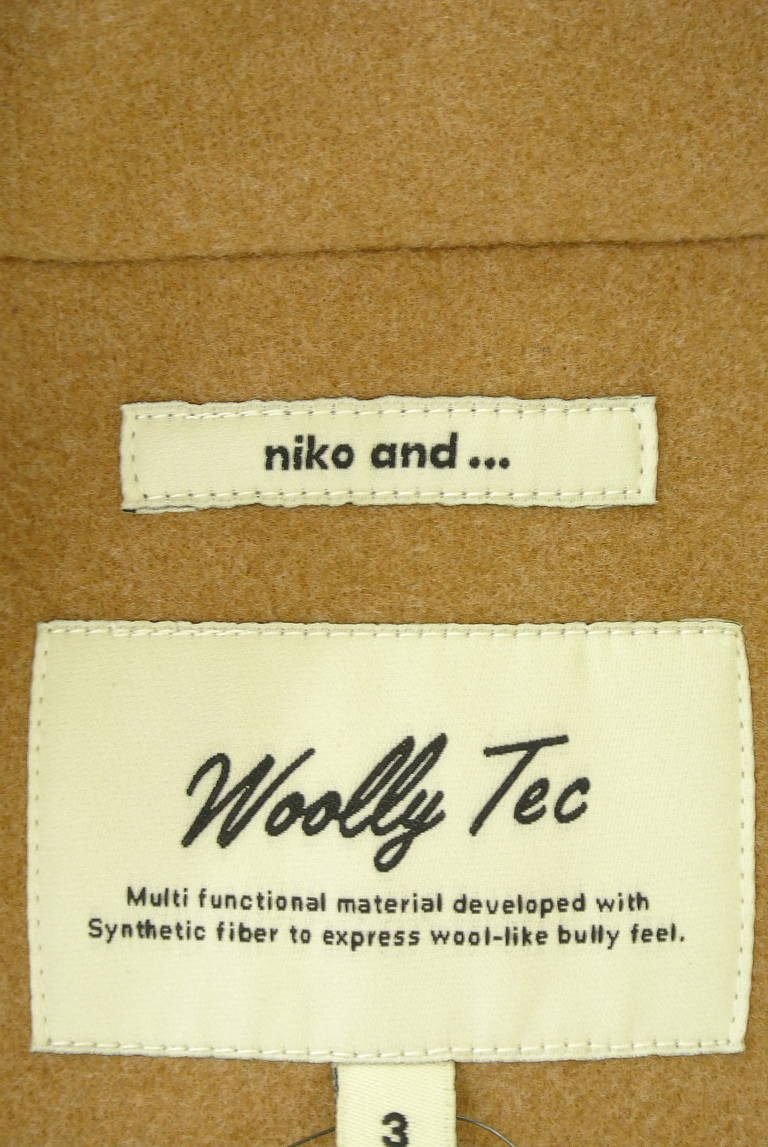 niko and...
Woolly Tec
Multi functional material developed with
Synthetic fiber to express wool-like bully feel.
3